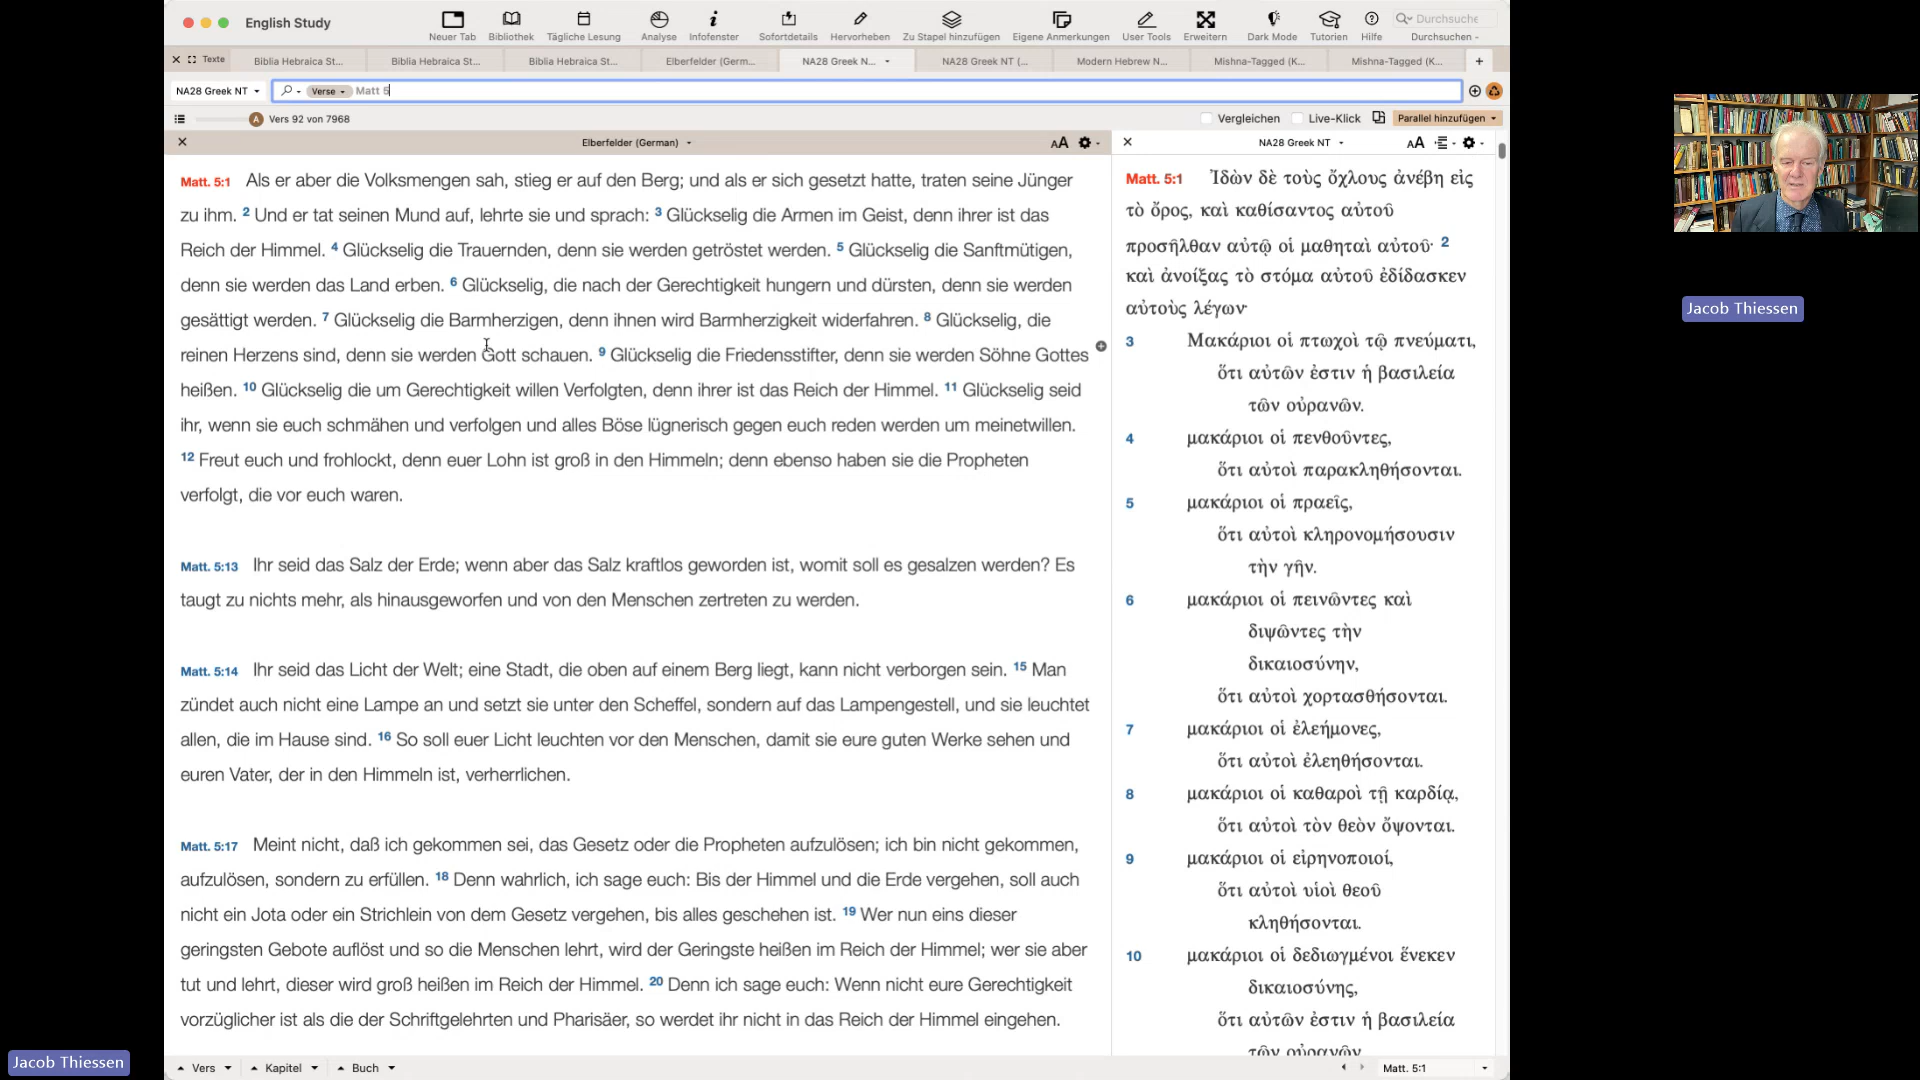 English Study
Neuer Tab
Bibliothek
Tägliche Lesung
Analyse
Infofenster
Sofortdetails
Hervorheben
Zu Stapel hinzufügen
Eigene Anmerkungen
User Tools
Erweitern
Dark Mode
Tutorien
Hilfe
Durchsuche
Durchsuchen
Texte
Biblia Hebraica St...
Biblia Hebraica St...
Biblia Hebraica St...
Elberfelder (Germ...
NA28 Greek N...
NA28 Greek NT (...
Modern Hebrew N...
Mishna-Tagged (K...
Mishna-Tagged (K...
NA28 Greek NT
Verse
Matt 5
Vers 92 von 7968
Vergleichen
Live-Klick
Parallel hinzufügen
Elberfelder (German)
AA
Matt. 5:1 Als er aber die Volksmengen sah, stieg er auf den Berg; und als er sich gesetzt hatte, traten seine Jünger
zu ihm. 2 Und er tat seinen Mund auf, lehrte sie und sprach: 3 Glückselig die Armen im Geist, denn ihrer ist das
Reich der Himmel. 4 Glückselig die Trauernden, denn sie werden getröstet werden. 5 Glückselig die Sanftmütigen,
denn sie werden das Land erben. 6 Glückselig, die nach der Gerechtigkeit hungern und dürsten, denn sie werden
gesättigt werden. 7 Glückselig die Barmherzigen, denn ihnen wird Barmherzigkeit widerfahren. 8 Glückselig, die
reinen Herzens sind, denn sie werden Gott schauen. 9 Glückselig die Friedensstifter, denn sie werden Söhne Gottes
heißen. 10 Glückselig die um Gerechtigkeit willen Verfolgten, denn ihrer ist das Reich der Himmel. 11 Glückselig seid
ihr, wenn sie euch schmähen und verfolgen und alles Böse lügnerisch gegen euch reden werden um meinetwillen.
12 Freut euch und frohlockt, denn euer Lohn ist groß in den Himmeln; denn ebenso haben sie die Propheten
verfolgt, die vor euch waren.
Matt. 5:13 Ihr seid das Salz der Erde; wenn aber das Salz kraftlos geworden ist, womit soll es gesalzen werden? Es
taugt zu nichts mehr, als hinausgeworfen und von den Menschen zertreten zu werden.
Matt. 5:14 Ihr seid das Licht der Welt; eine Stadt, die oben auf einem Berg liegt, kann nicht verborgen sein. 15 Man
zündet auch nicht eine Lampe an und setzt sie unter den Scheffel, sondern auf das Lampengestell, und sie leuchtet
allen, die im Hause sind. 16 So soll euer Licht leuchten vor den Menschen, damit sie eure guten Werke sehen und
euren Vater, der in den Himmeln ist, verherrlichen.
Matt. 5:17 Meint nicht, daß ich gekommen sei, das Gesetz oder die Propheten aufzulösen; ich bin nicht gekommen,
aufzulösen, sondern zu erfüllen. 18 Denn wahrlich, ich sage euch: Bis der Himmel und die Erde vergehen, soll auch
nicht ein Jota oder ein Strichlein von dem Gesetz vergehen, bis alles geschehen ist. 19 Wer nun eins dieser
geringsten Gebote auflöst und so die Menschen lehrt, wird der Geringste heißen im Reich der Himmel; wer sie aber
tut und lehrt, dieser wird groß heißen im Reich der Himmel. 20 Denn ich sage euch: Wenn nicht eure Gerechtigkeit
vorzüglicher ist als die der Schriftgelehrten und Pharisäer, so werdet ihr nicht in das Reich der Himmel eingehen.
NA28 Greek NT
AA
Matt. 5:1 Ἰδὼν δὲ τοὺς ὄχλους ἀνέβη εἰς
τὸ ὄρος, καὶ καθίσαντος αὐτοῦ
προσῆλθαν αὐτῷ οἱ μαθηταὶ αὐτοῦ· 2
καὶ ἀνοίξας τὸ στόμα αὐτοῦ ἐδίδασκεν
αὐτοὺς λέγων·
3 Μακάριοι οἱ πτωχοὶ τῷ πνεύματι,
ὅτι αὐτῶν ἐστιν ἡ βασιλεία
τῶν οὐρανῶν.
4 μακάριοι οἱ πενθοῦντες,
ὅτι αὐτοὶ παρακληθήσονται.
5 μακάριοι οἱ πραεῖς,
ὅτι αὐτοὶ κληρονομήσουσιν
τὴν γῆν.
6 μακάριοι οἱ πεινῶντες καὶ
διψῶντες τὴν
δικαιοσύνην,
ὅτι αὐτοὶ χορτασθήσονται.
7 μακάριοι οἱ ἐλεήμονες,
ὅτι αὐτοὶ ἐλεηθήσονται.
8 μακάριοι οἱ καθαροὶ τῇ καρδίᾳ,
ὅτι αὐτοὶ τὸν θεὸν ὄψονται.
9 μακάριοι οἱ εἰρηνοποιοί,
ὅτι αὐτοὶ υἱοὶ θεοῦ
κληθήσονται.
10 μακάριοι οἱ δεδιωγμένοι ἕνεκεν
δικαιοσύνης,
ὅτι αὐτῶν ἐστιν ἡ βασιλεία
τῶν οὐρανῶν
Vers
Kapitel
Buch
Matt. 5:1
Jacob Thiessen
Jacob Thiessen